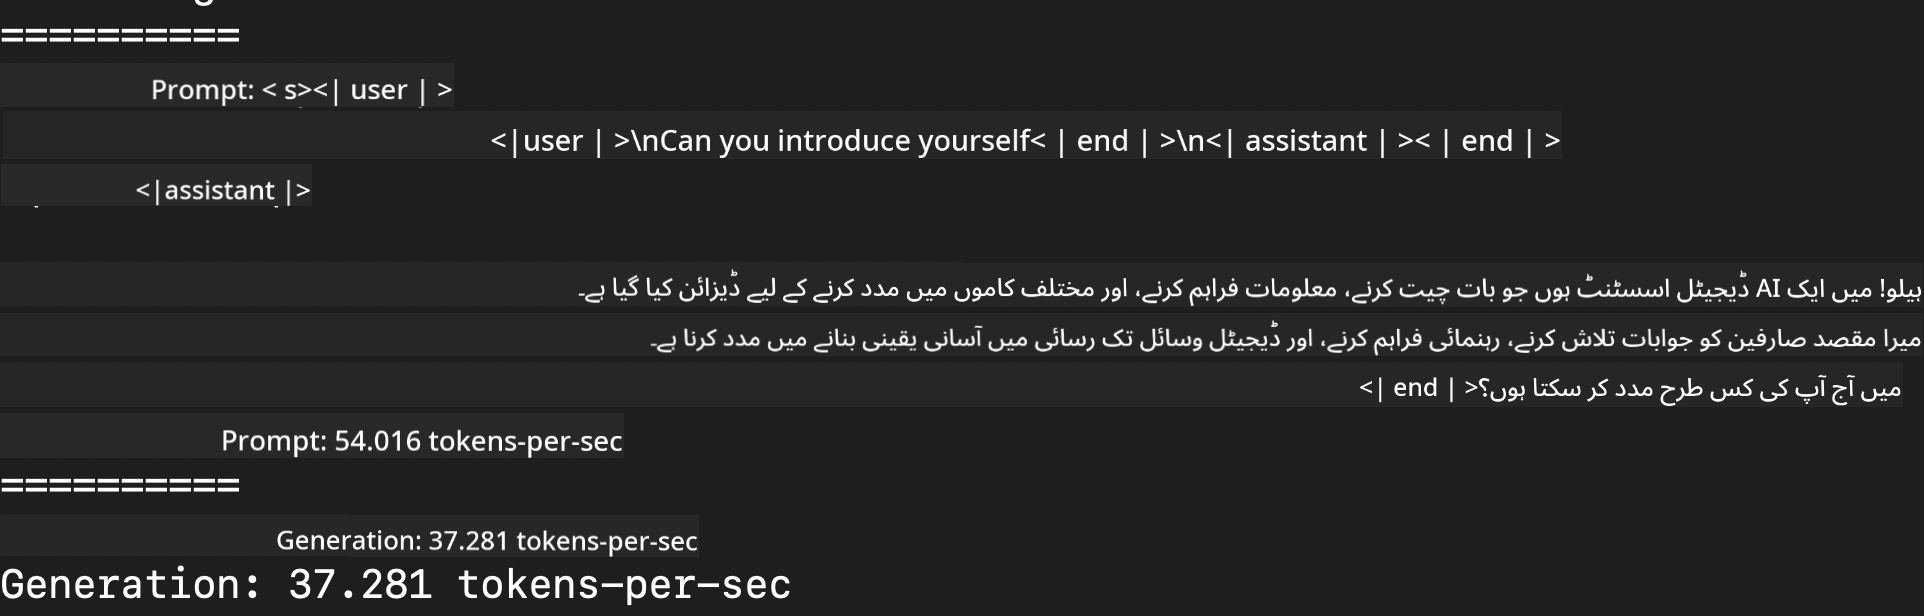 ==========
Prompt: < s><| user | >
<|user | >\nCan you introduce yourself< | end | >\n<| assistant | >< | end | >
<|assistant |>
ہیلو! میں ایک AI ڈیجیٹل اسسٹنٹ ہوں جو بات چیت کرنے، معلومات فراہم کرنے، اور مختلف کاموں میں مدد کرنے کے لیے ڈیزائن کیا گیا ہے۔
میرا مقصد صارفین کو جوابات تلاش کرنے، رہنمائی فراہم کرنے، اور ڈیجیٹل وسائل تک رسائی میں آسانی یقینی بنانے میں مدد کرنا ہے۔
میں آج آپ کی کس طرح مدد کر سکتا ہوں؟<| end | >
Prompt: 54.016 tokens-per-sec
==========
Generation: 37.281 tokens-per-sec
Generation: 37.281 tokens-per-sec